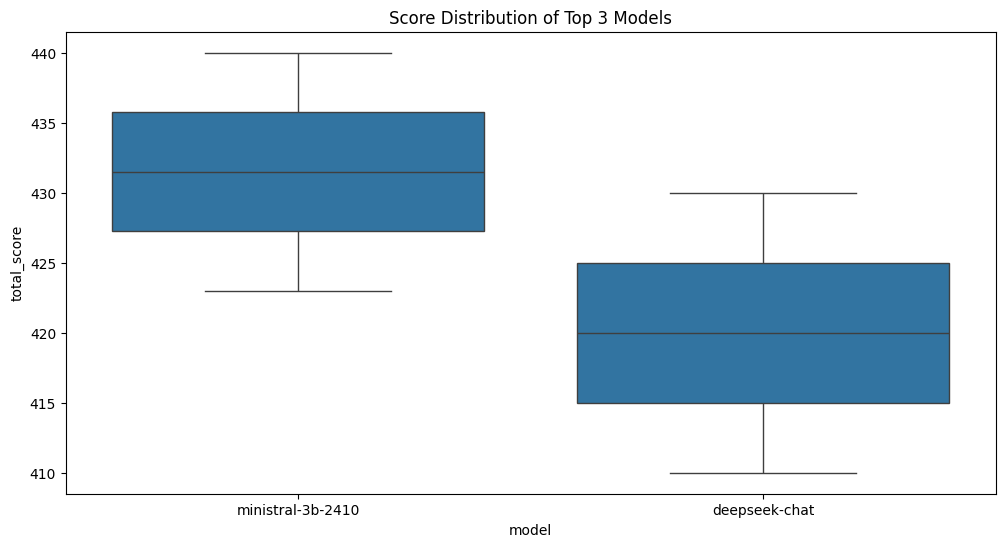 Score Distribution of Top 3 Models
440
435
430
425
420
415
410
total_score
ministral-3b-2410
deepseek-chat
model